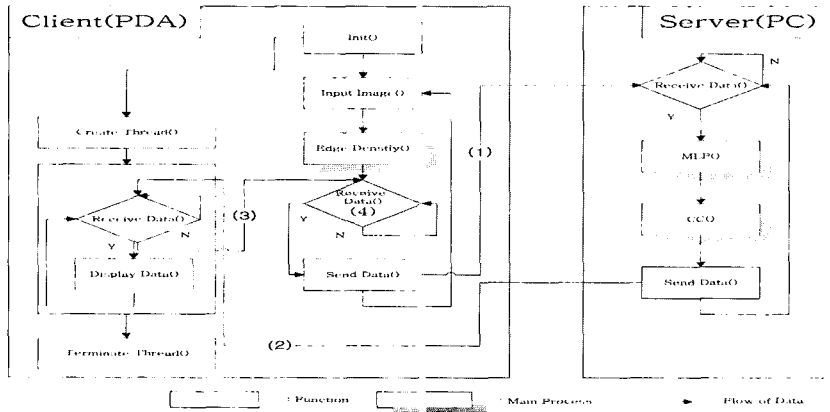 Client(PDA)
Server(PC)
Init()
Input Image()
Edge Density()
Receive
Data()
(4)
Y
N
Send Data()
Create Thread()
Receive Data()
Y
N
Display Data()
Terminate Thread()
(1)
(2)
(3)
Receive Data()
N
Y
MLP()
CC()
Send Data()
: Function
: Main Process
Flow of Data